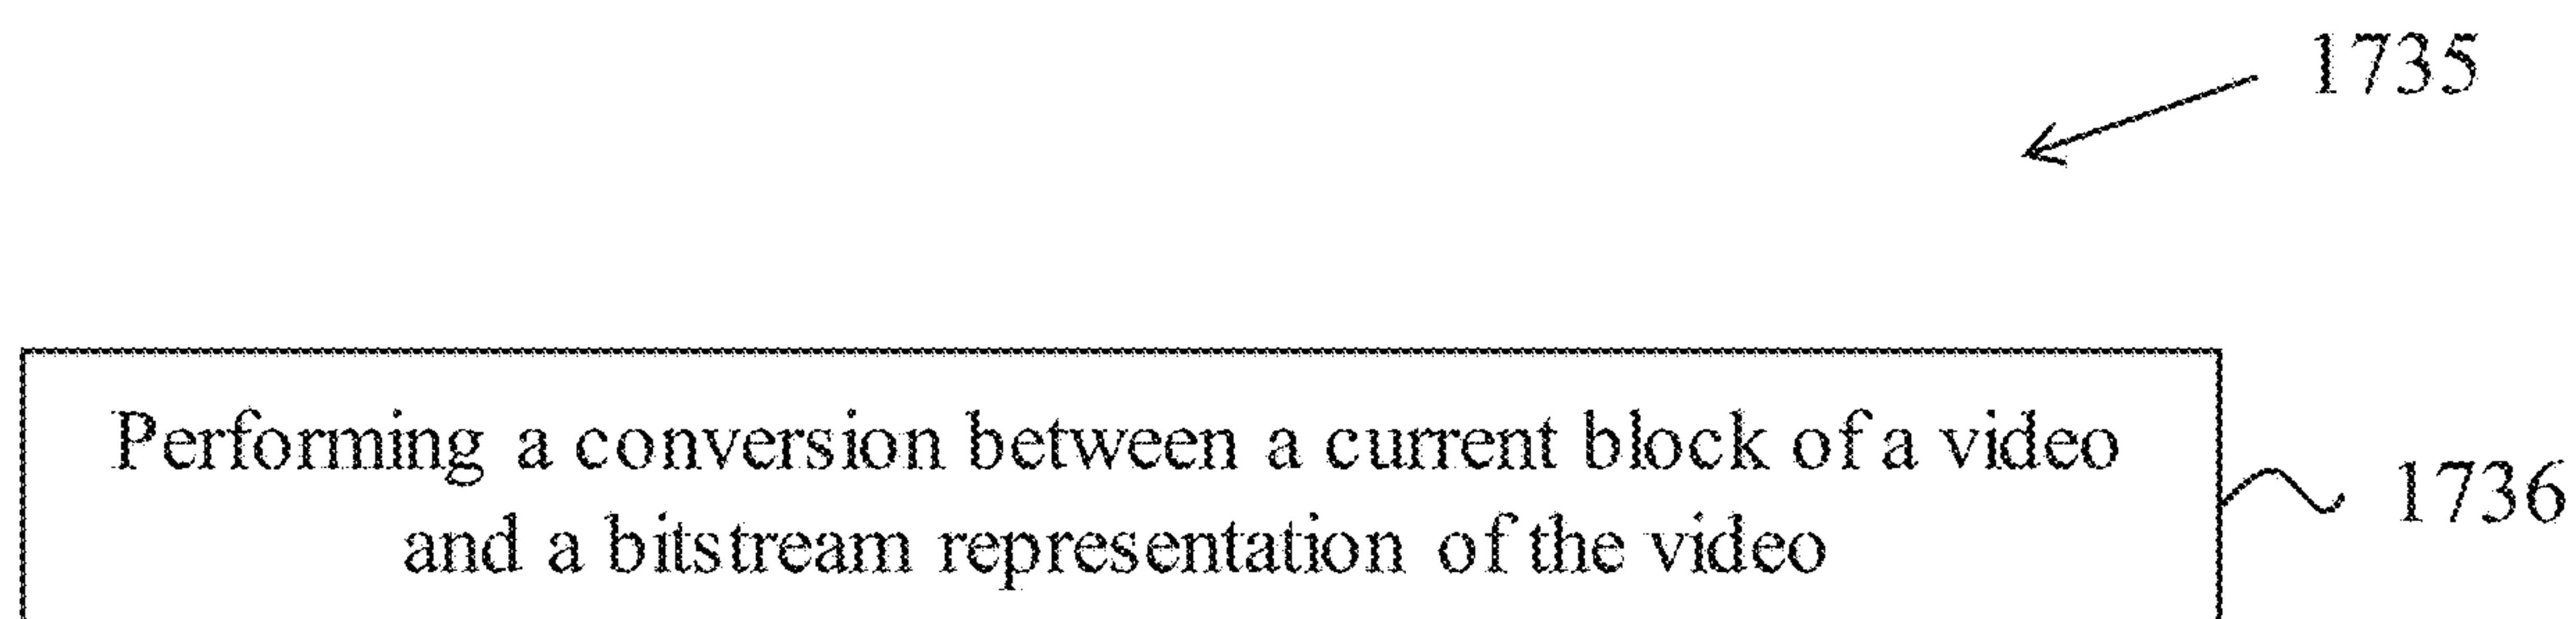 1735
Performing a conversion between a current block of a video
and a bitstream representation of the video
1736